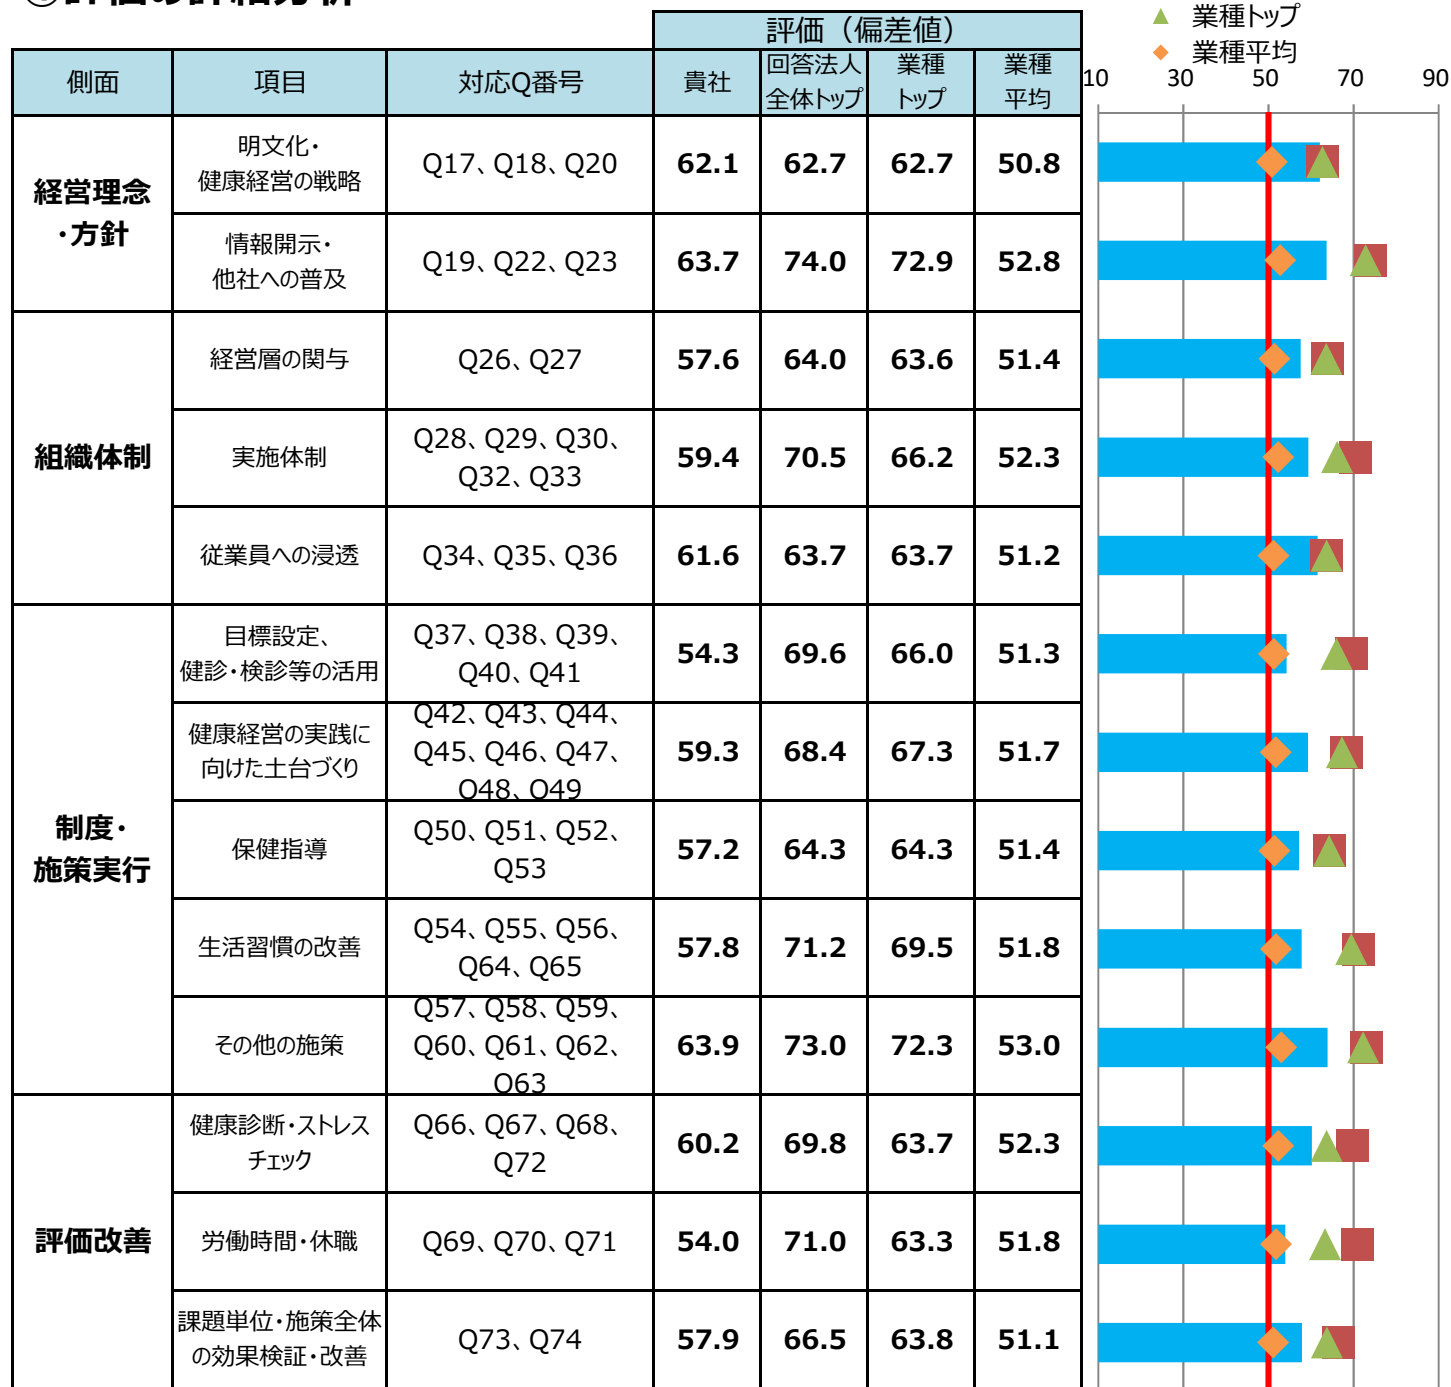 評価（偏差値）
▲ 業種トップ
◆ 業種平均
側面 項目 対応Q番号 貴社 回答法人 業種 業種
全体トップ トップ 平均
10 30 50 70 90
経営理念
・方針
明文化・
健康経営の戦略
Q17、Q18、Q20 62.1 62.7 62.7 50.8
情報開示・
他社への普及
Q19、Q22、Q23 63.7 74.0 72.9 52.8
組織体制
経営層の関与 Q26、Q27 57.6 64.0 63.6 51.4
実施体制
Q28、Q29、Q30、
Q32、Q33
59.4 70.5 66.2 52.3
従業員への浸透 Q34、Q35、Q36 61.6 63.7 63.7 51.2
制度・
施策実行
目標設定、
健診・検診等の活用
Q37、Q38、Q39、
Q40、Q41
54.3 69.6 66.0 51.3
健康経営の実践に
向けた土台づくり
Q42、Q43、Q44、
Q45、Q46、Q47、
Q48、Q49
59.3 68.4 67.3 51.7
保健指導
Q50、Q51、Q52、
Q53
57.2 64.3 64.3 51.4
生活習慣の改善
Q54、Q55、Q56、
Q64、Q65
57.8 71.2 69.5 51.8
その他の施策
Q57、Q58、Q59、
Q60、Q61、Q62、
Q63
63.9 73.0 72.3 53.0
評価改善
健康診断・ストレス
チェック
Q66、Q67、Q68、
Q72
60.2 69.8 63.7 52.3
労働時間・休職 Q69、Q70、Q71 54.0 71.0 63.3 51.8
課題単位・施策全体
の効果検証・改善
Q73、Q74 57.9 66.5 63.8 51.1